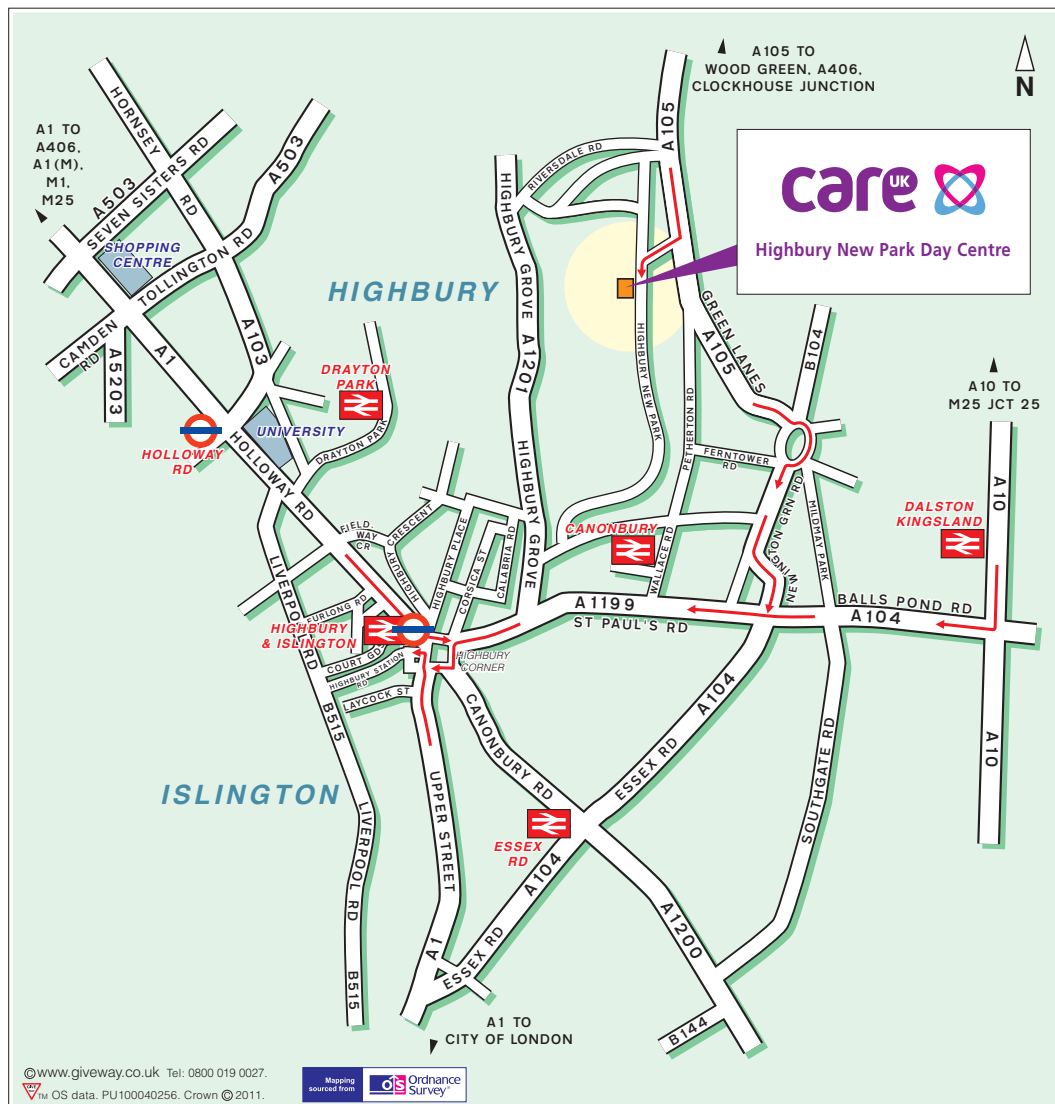 A105 TO
WOOD GREEN, A406,
CLOCKHOUSE JUNCTION
N
A1 TO
A406,
A1(M),
M1,
M25
HORNSEY
RD
A503
SEVEN SISTERS RD
A503
SHOPPING
CENTRE
TOLLINGTON RD
CAMDEN
RD
A5203
A1
A103
HIGHBURY
RIVERSDALE RD
A105
care UK
Highbury New Park Day Centre
HIGHBURY GROVE
A1201
HIGHBURY GROVE
HIGHBURY NEW PARK
PETHERTON RD
GREEN LANES
A105
B104
A10 TO
M25 JCT 25
DRAYTON
PARK
UNIVERSITY
DRAYTON PARK
HOLLOWAY
RD
HOLLOWAY RD
FERNTOWER
RD
NEWINGTON GRN RD
MILDMAY PARK
DALSTON
KINGSLAND
A10
CANONBURY
WALLACE RD
FIELD-
WAY
CR
HIGHBURY CRESCENT
HIGHBURY PLACE
CORSICA ST
CALABRIA RD
LIVERPOOL RD
FURLONG RD
HIGHBURY
& ISLINGTON
COURT GDS
HIGHBURY STATION
RD
LAYCOCK ST
HIGHBURY
CORNER
A1199
ST PAUL'S RD
BALLS POND RD
A104
B515
CANONBURY RD
ESSEX RD
A104
SOUTHGATE RD
A10
ISLINGTON
UPPER STREET
LIVERPOOL RD
ESSEX
RD
A104
ESSEX RD
A1
A1200
B515
B144
A1 TO
CITY OF LONDON
© www.giveway.co.uk Tel: 0800 019 0027.
TM OS data. PU100040256. Crown © 2011.
Mapping
sourced from
OS Ordnance
Survey®